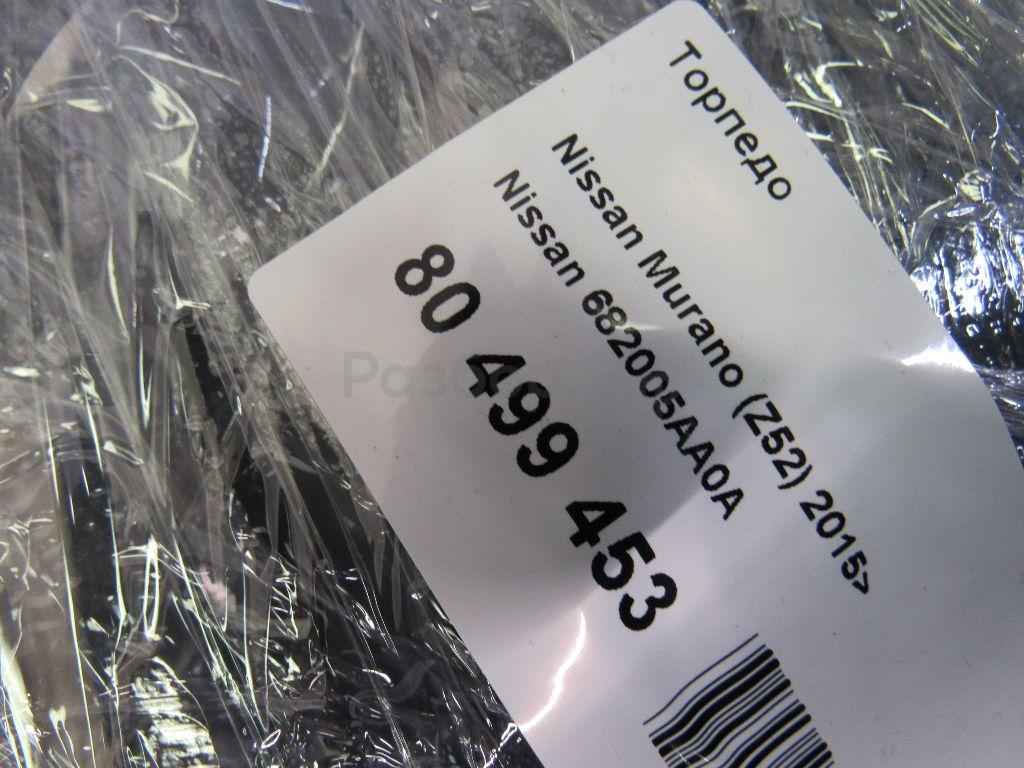 Торпедо
Nissan Murano (Z52) 2015>
Nissan 682005AA0A
80 499 453